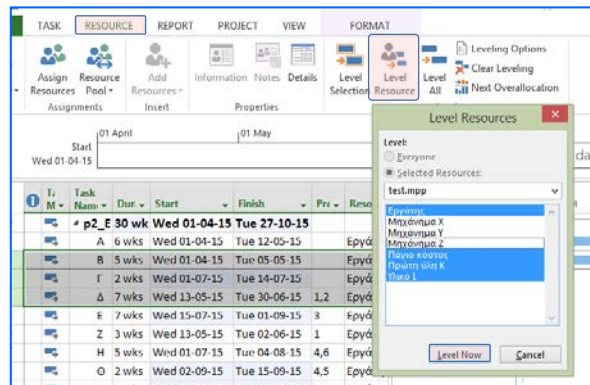 TASK RESOURCE REPORT PROJECT VIEW FORMAT
Assign Resources
Resource Pool
Add Resources
Information
Notes
Details
Level Selection
Level Resource
Level All
Leveling Options
Clear Leveling
Next Overallocation
Assignments Insert Properties
Start
Wed 01-04-15
01 April 01 May
Level Resources
Level:
Everyone
Selected Resources:
test.mpp
Εργάτης
Μηχάνημα X
Μηχάνημα Y
Μηχάνημα Z
Πάγιο κόστος
Πρώτη ύλη K
Υλικό L
Level Now Cancel
Task Name Dur. Start Finish Reso
p2_E 30 wk Wed 01-04-15 Tue 27-10-15
Α 6 wks Wed 01-04-15 Tue 12-05-15 Εργά
Β 5 wks Wed 01-04-15 Tue 05-05-15
Γ 2 wks Wed 01-07-15 Tue 14-07-15 Εργά
Δ 7 wks Wed 13-05-15 Tue 30-06-15 1,2 Εργά
Ε 7 wks Wed 15-07-15 Tue 01-09-15 3 Εργά
Ζ 3 wks Wed 13-05-15 Tue 02-06-15 1 Εργά
Η 5 wks Wed 01-07-15 Tue 04-08-15 4,6 Εργά
Θ 2 wks Wed 02-09-15 Tue 15-09-15 4,5 Εργά